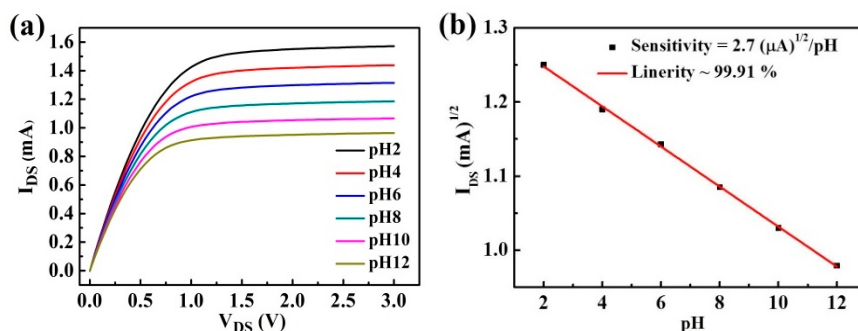 (a)
1.6
1.4
1.2
1.0
0.8
0.6
0.4
0.2
0.0
I_DS (mA)
pH2
pH4
pH6
pH8
pH10
pH12
0.0 0.5 1.0 1.5 2.0 2.5 3.0
V_DS (V)
(b)
Sensitivity = 2.7 (μA)^1/2/pH
Linerity ~ 99.91 %
1.3
1.2
1.1
1.0
I_DS (mA)^1/2
2 4 6 8 10 12
pH